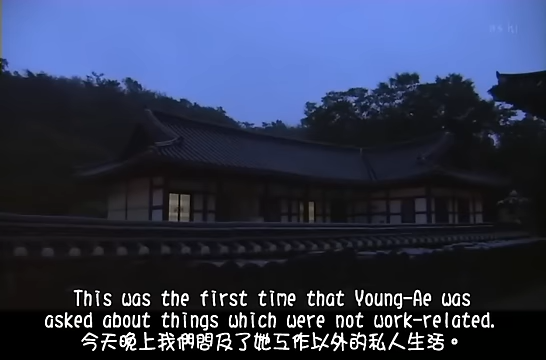 This was the first time that Young-Ae was
asked about things which were not work-related.
今天晚上我們問及了她工作以外的私人生活。